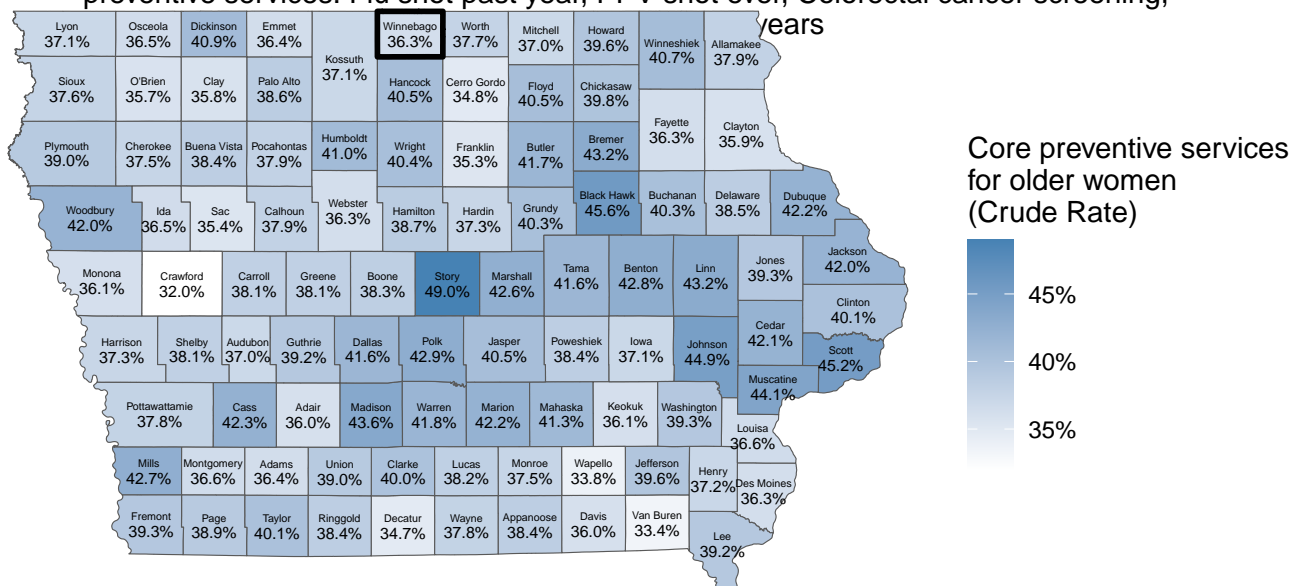 preventive services: Flu shot past year, PPV shot ever, Colorectal cancer screening,
years
Lyon Osceola Dickinson Emmet Winnebago Worth Mitchell Howard
37.1% 36.5% 40.9% 36.4% 36.3% 37.7% 37.0% 39.6%
Kossuth Winneshiek Allamakee
37.1% 40.7% 37.9%
Sioux O'Brien Clay Palo Alto Hancock Cerro Gordo Floyd Chickasaw
37.6% 35.7% 35.8% 38.6% 40.5% 34.8% 40.5% 39.8%
Fayette Clayton
36.3% 35.9%
Plymouth Cherokee Buena Vista Pocahontas Humboldt Wright Franklin Butler Bremer
39.0% 37.5% 38.4% 37.9% 41.0% 40.4% 35.3% 41.7% 43.2%
Woodbury Ida Sac Calhoun Webster Hamilton Hardin Grundy Black Hawk Buchanan Delaware Dubuque
42.0% 36.5% 35.4% 37.9% 36.3% 38.7% 37.3% 40.3% 45.6% 40.3% 38.5% 42.2%
Monona Crawford Carroll Greene Boone Story Marshall Tama Benton Linn Jones Jackson
36.1% 32.0% 38.1% 38.1% 38.3% 49.0% 42.6% 41.6% 42.8% 43.2% 39.3% 42.0%
Clinton
40.1%
Harrison Shelby Audubon Guthrie Dallas Polk Jasper Poweshiek Iowa Johnson Cedar Scott
37.3% 38.1% 37.0% 39.2% 41.6% 42.9% 40.5% 38.4% 37.1% 44.9% 42.1% 45.2%
Muscatine
44.1%
Pottawattamie Cass Adair Madison Warren Marion Mahaska Keokuk Washington
37.8% 42.3% 36.0% 43.6% 41.8% 42.2% 41.3% 36.1% 39.3%
Louisa
36.6%
Mills Montgomery Adams Union Clarke Lucas Monroe Wapello Jefferson Henry Des Moines
42.7% 36.6% 36.4% 39.0% 40.0% 38.2% 37.5% 33.8% 39.6% 37.2% 36.3%
Fremont Page Taylor Ringgold Decatur Wayne Appanoose Davis Van Buren Lee
39.3% 38.9% 40.1% 38.4% 34.7% 37.8% 38.4% 36.0% 33.4% 39.2%
Core preventive services
for older women
(Crude Rate)
45%
40%
35%